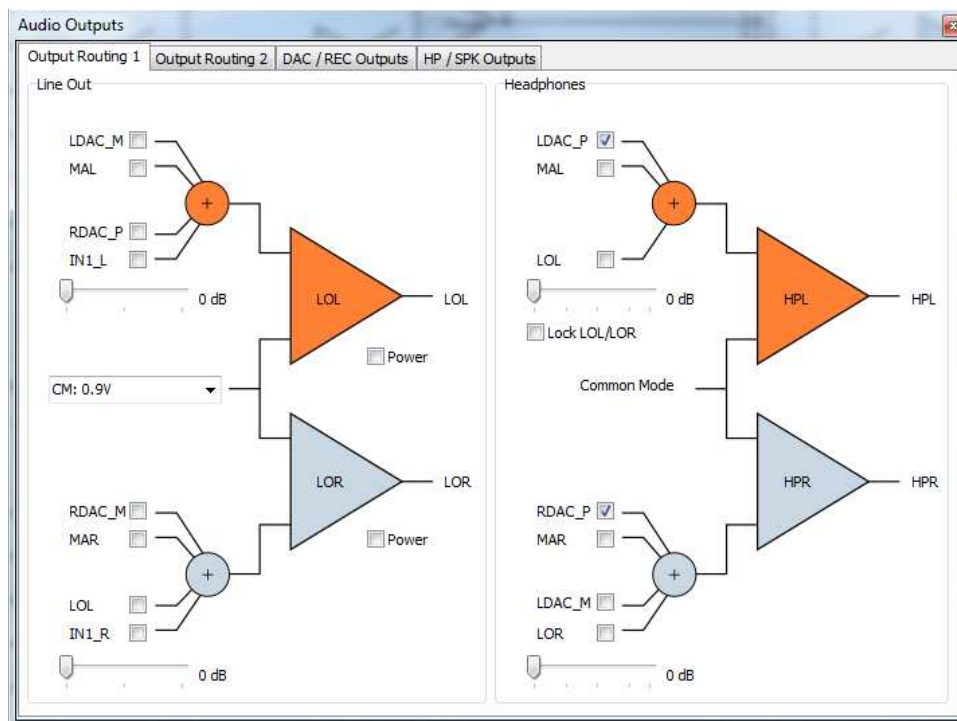 Audio Outputs
Output Routing 1
Output Routing 2
DAC / REC Outputs
HP / SPK Outputs
Line Out
LDAC_M
MAL
+
RDAC_P
IN1_L
0 dB
LOL
LOL
Power
CM: 0.9V
LOR
LOR
RDAC_M
MAR
Power
+
LOL
IN1_R
0 dB
Headphones
LDAC_P
MAL
+
LOL
0 dB
HPL
HPL
Lock LOL/LOR
Common Mode
HPR
HPR
RDAC_P
MAR
+
LDAC_M
LOR
0 dB